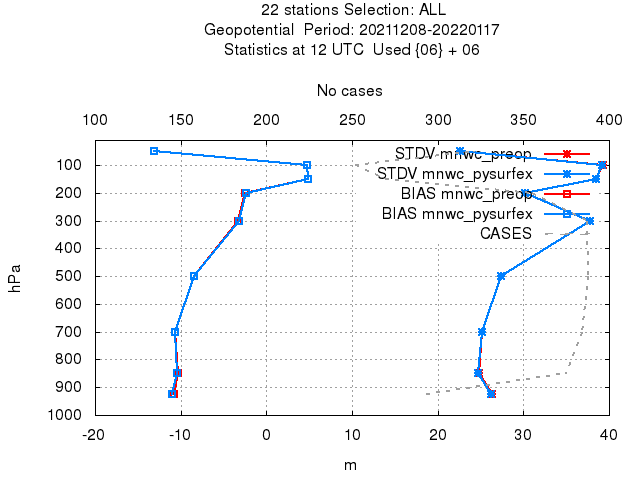 22 stations Selection: ALL
Geopotential  Period: 20211208-20220117
Statistics at 12 UTC  Used {06} + 06
No cases
100 150 200 250 300 350 400
STDV mnwc_preop
STDV mnwc_pysurfex
BIAS mnwc_preop
BIAS mnwc_pysurfex
CASES
100
200
300
400
500
600
700
800
900
1000
hPa
-20 -10 0 10 20 30 40
m